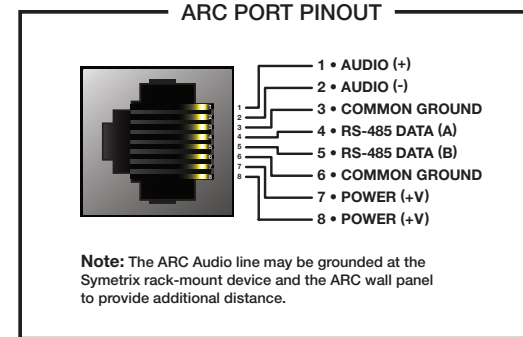 ARC PORT PINOUT
1
2
3
4
5
6
7
8
1 • AUDIO (+)
2 • AUDIO (-)
3 • COMMON GROUND
4 • RS-485 DATA (A)
5 • RS-485 DATA (B)
6 • COMMON GROUND
7 • POWER (+V)
8 • POWER (+V)
Note: The ARC Audio line may be grounded at the
Symetrix rack-mount device and the ARC wall panel
to provide additional distance.